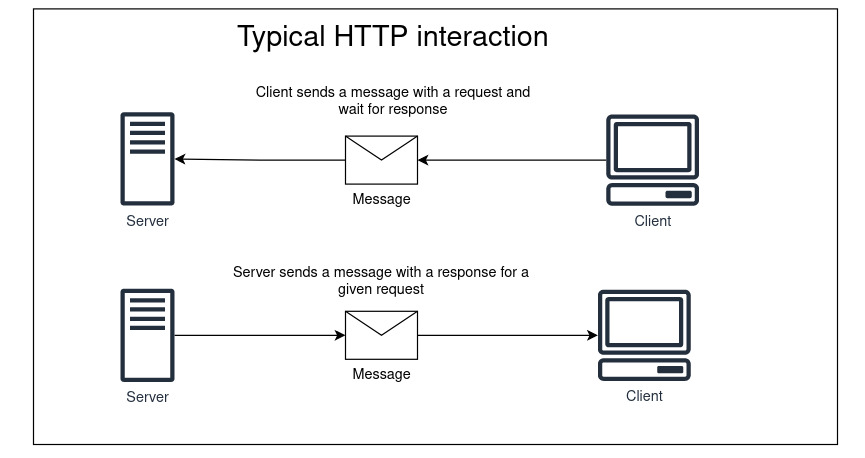 Typical HTTP interaction
Client sends a message with a request and
wait for response
Message
Server
Client
Server sends a message with a response for a
given request
Message
Server
Client